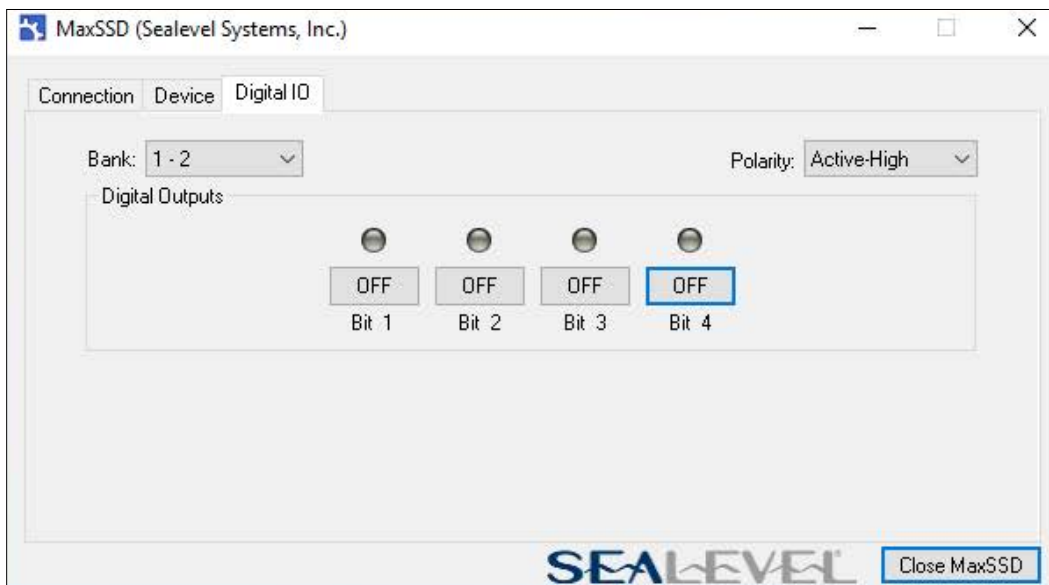 MaxSSD (Sealevel Systems, Inc.)
Connection Device Digital IO
Bank: 1 - 2 Polarity: Active-High
Digital Outputs
OFF OFF OFF OFF
Bit 1 Bit 2 Bit 3 Bit 4
SEALEVEL
Close MaxSSD